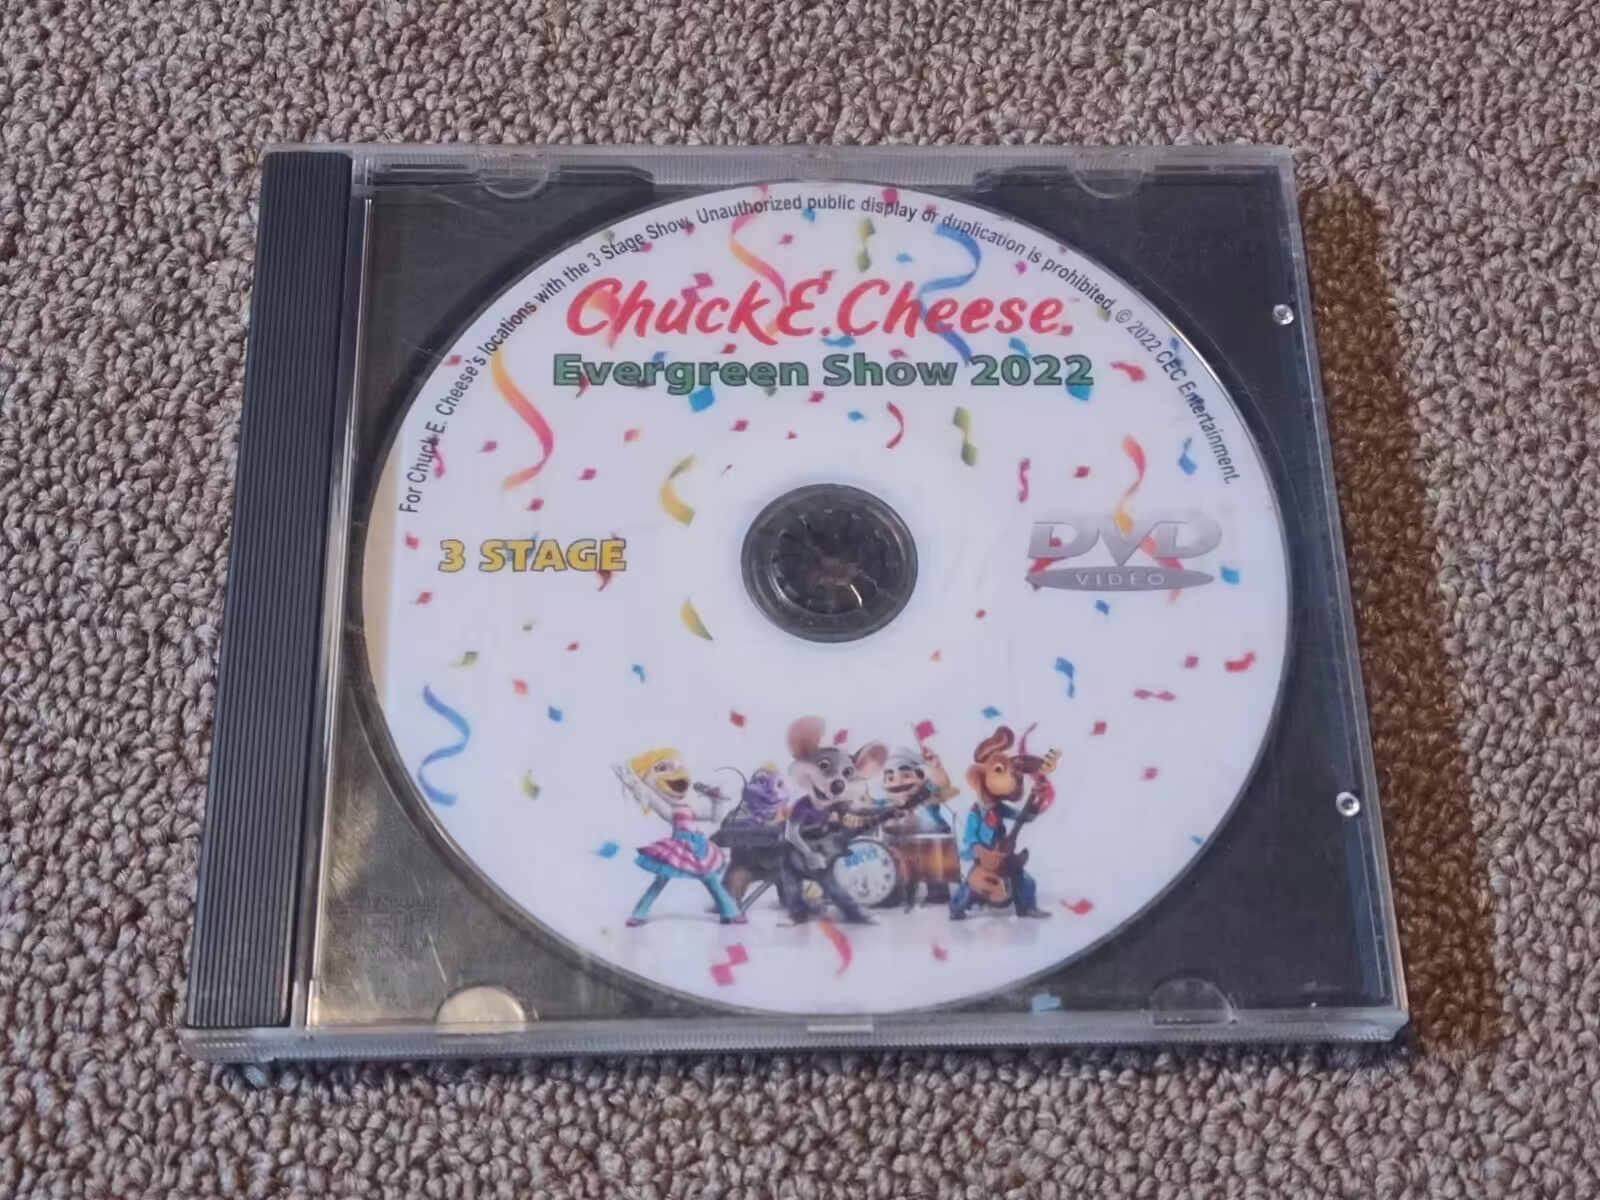 For Chuck E. Cheese's locations with the 3 Stage Show. Unauthorized public display or duplication is prohibited. © 2022 CEC Entertainment.
Chuck E. Cheese.™
Evergreen Show 2022
3 STAGE
DVD
VIDEO